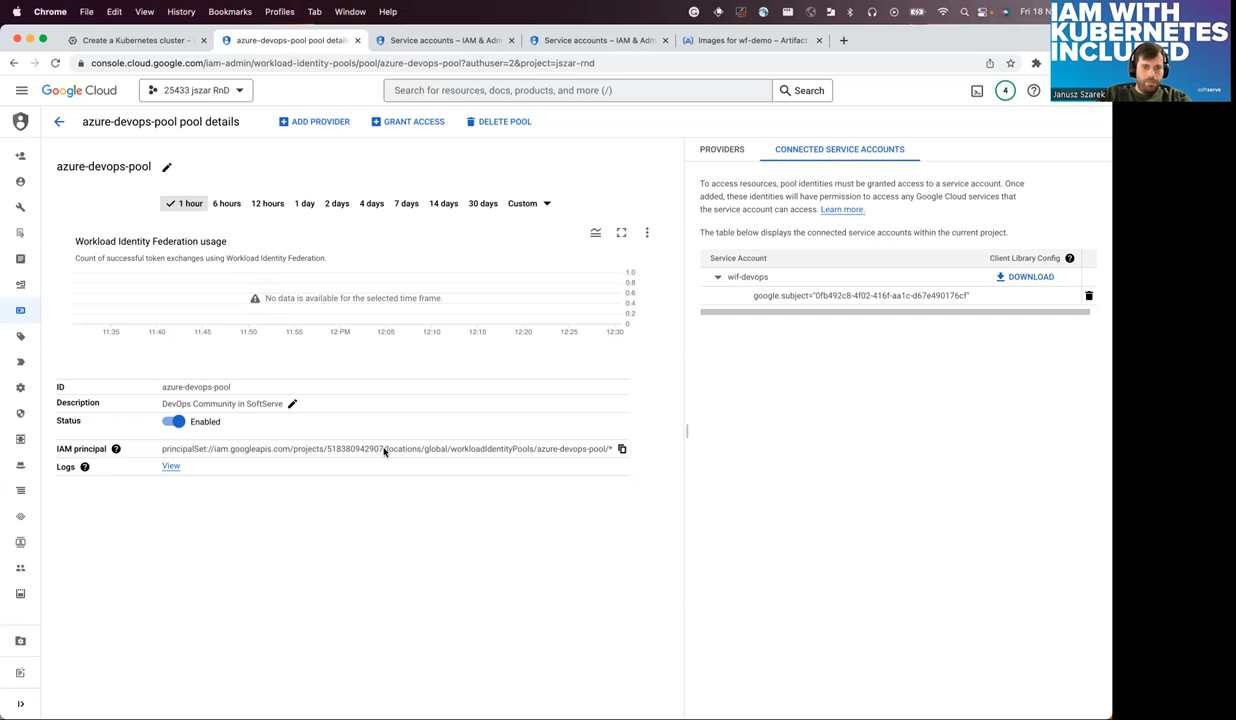 Chrome File Edit View History Bookmarks Profiles Tab Window Help Fri 18 N
Create a Kubernetes cluster – azure-devops-pool pool details Service accounts – IAM & Adm Service accounts – IAM & Adm Images for wf-demo – Artifact
console.cloud.google.com/iam-admin/workload-identity-pools/pool/azure-devops-pool?authuser=2&project=jszar-rnd
Google Cloud 25433 jszar RnD Search for resources, docs, products, and more (/) Search 4
IAM WITH
KUBERNETES
INCLUDED
Janusz Szarek softserve
azure-devops-pool pool details ADD PROVIDER GRANT ACCESS DELETE POOL
azure-devops-pool
1 hour 6 hours 12 hours 1 day 2 days 4 days 7 days 14 days 30 days Custom
Workload Identity Federation usage
Count of successful token exchanges using Workload Identity Federation.
1.0
0.8
0.6
No data is available for the selected time frame.
0.4
0.2
0
11:35 11:40 11:45 11:50 11:55 12 PM 12:05 12:10 12:15 12:20 12:25 12:30
ID azure-devops-pool
Description DevOps Community in SoftServe
Status Enabled
IAM principal principalSet://iam.googleapis.com/projects/518380942907/locations/global/workloadIdentityPools/azure-devops-pool/*
Logs View
PROVIDERS CONNECTED SERVICE ACCOUNTS
To access resources, pool identities must be granted access to a service account. Once
added, these identities will have permission to access any Google Cloud services that
the service account can access. Learn more.
The table below displays the connected service accounts within the current project.
Service Account Client Library Config
wif-devops DOWNLOAD
google.subject="0fb492c8-4f02-416f-aa1c-d67e490176cf"